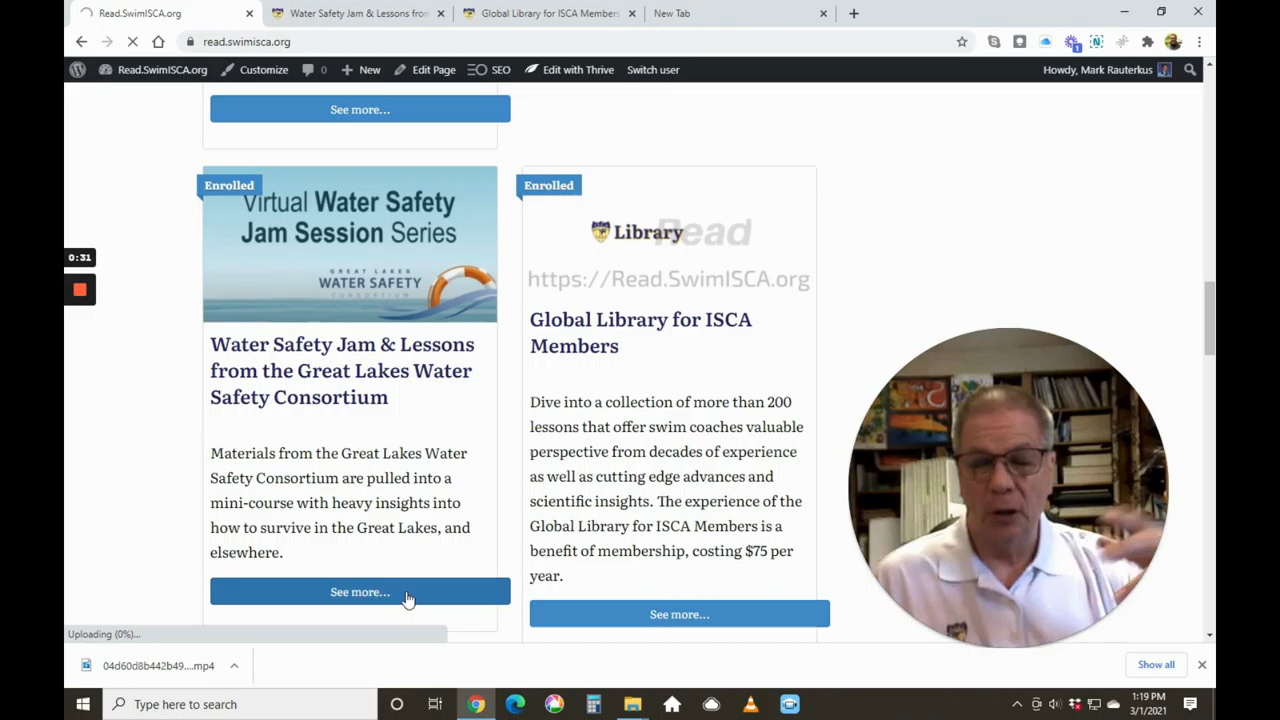 Read.SwimISCA.org
Water Safety Jam & Lessons from
Global Library for ISCA Members
New Tab
read.swimisca.org
1
Read.SwimISCA.org
Customize
0
New
Edit Page
SEO
Edit with Thrive
Switch user
Howdy, Mark Rauterkus
See more...
0:31
Enrolled
Virtual Water Safety
Jam Session Series
GREAT LAKES
WATER SAFETY
CONSORTIUM
Water Safety Jam & Lessons
from the Great Lakes Water
Safety Consortium
Materials from the Great Lakes Water
Safety Consortium are pulled into a
mini-course with heavy insights into
how to survive in the Great Lakes, and
elsewhere.
See more...
Enrolled
Library
Read
https://Read.SwimISCA.org
Global Library for ISCA
Members
Dive into a collection of more than 200
lessons that offer swim coaches valuable
perspective from decades of experience
as well as cutting edge advances and
scientific insights. The experience of the
Global Library for ISCA Members is a
benefit of membership, costing $75 per
year.
See more...
Uploading (0%)...
04d60d8b442b49....mp4
Show all
Type here to search
1:19 PM
3/1/2021